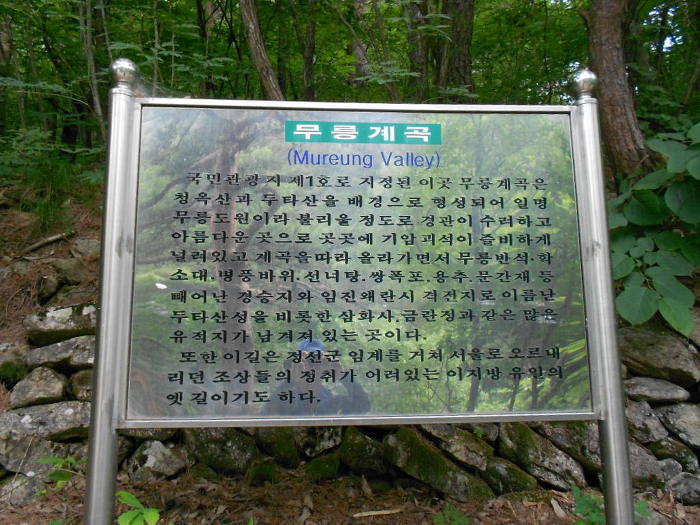 무릉계곡
(Mureung Valley)
국민관광지 제1호로 지정된 이곳 무릉계곡은
청옥산과 두타산을 배경으로 형성되어 일명
무릉도원이라 불리울 정도로 경관이 수려하고
아름다운 곳으로 곳곳에 기암괴석이 즐비하게
널려있고 계곡을따라 올라가면서 무릉반석.학
소대.병풍바위.선녀탕.쌍폭포.용추.문간재.등
빼어난 경승지와 임진왜란시 격전지로 이름난
두타산성을 비롯한 삼화사.금란정과 같은 많은
유적지가 남겨져 있는 곳이다.
또한 이길은 정선군 임계를 거쳐 서울로 오르내
리던 조상들의 정취가 어려있는 이지방 유일의
옛 길이기도 하다.